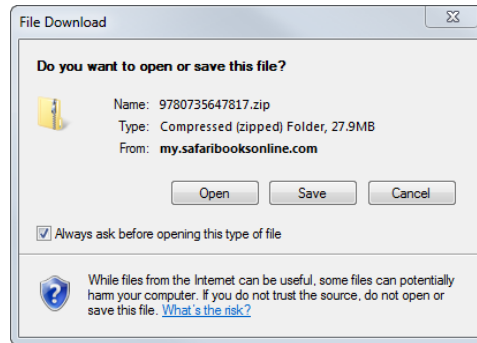 File Download
Do you want to open or save this file?
Name: 9780735647817.zip
Type: Compressed (zipped) Folder, 27.9MB
From: my.safaribooksonline.com
Open Save Cancel
Always ask before opening this type of file
While files from the Internet can be useful, some files can potentially
harm your computer. If you do not trust the source, do not open or
save this file. What's the risk?